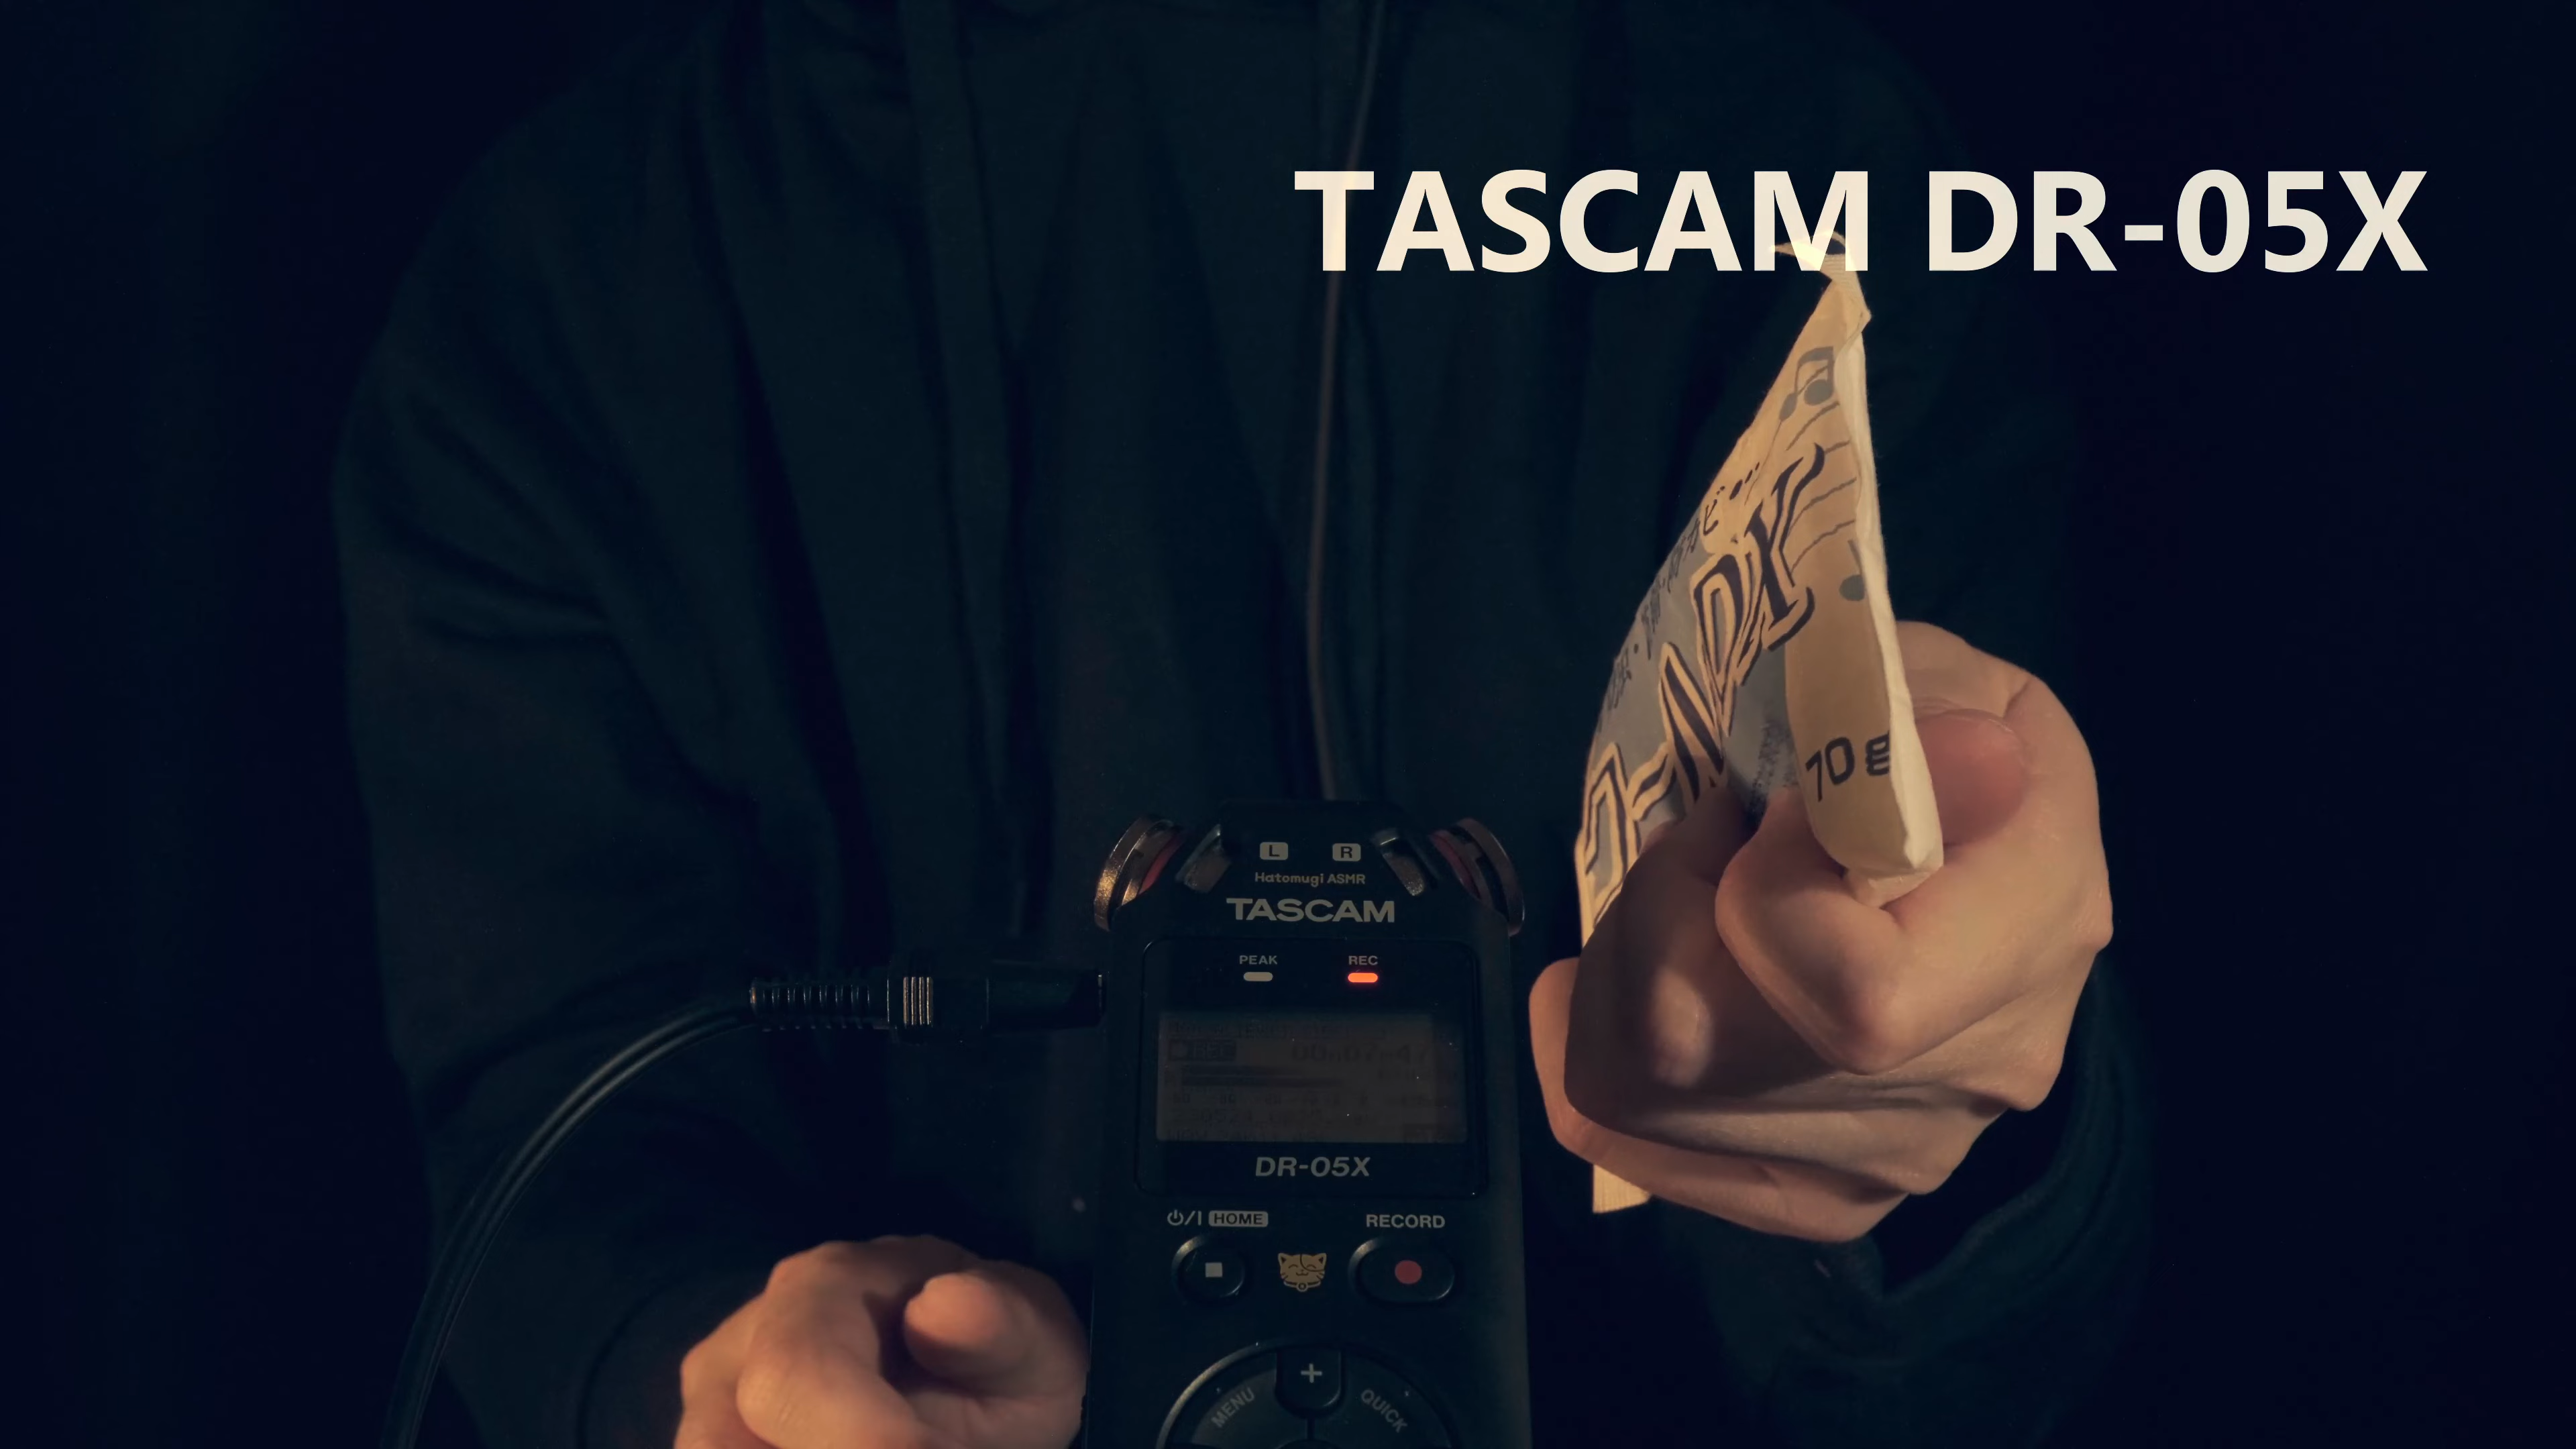 TASCAM DR-05X
70g
L R
Hatomugi ASMR
TASCAM
PEAK REC
DR-05X
⏻/I HOME RECORD
+
MENU QUICK